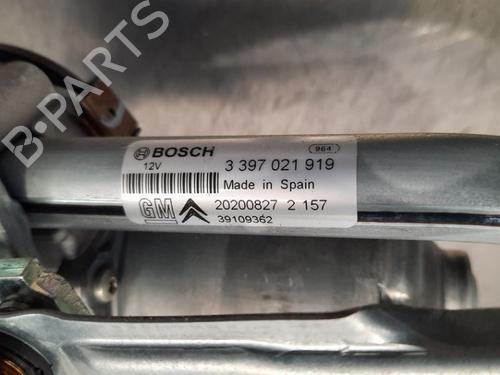 BOSCH 3 397 021 919 964
12V
Made in Spain
GM 20200827 2 157
39109362
B-PARTS